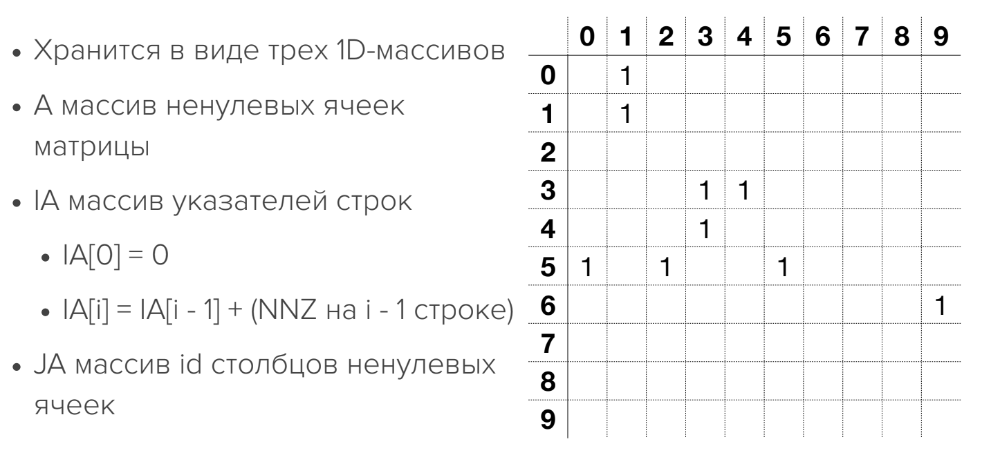 • Хранится в виде трех 1D-массивов
• A массив ненулевых ячеек
матрицы
• IA массив указателей строк
• IA[0] = 0
• IA[i] = IA[i - 1] + (NNZ на i - 1 строке)
• JA массив id столбцов ненулевых
ячеек
0 1 2 3 4 5 6 7 8 9
0 1
1 1
2
3 1 1
4 1
5 1 1 1
6 1
7
8
9